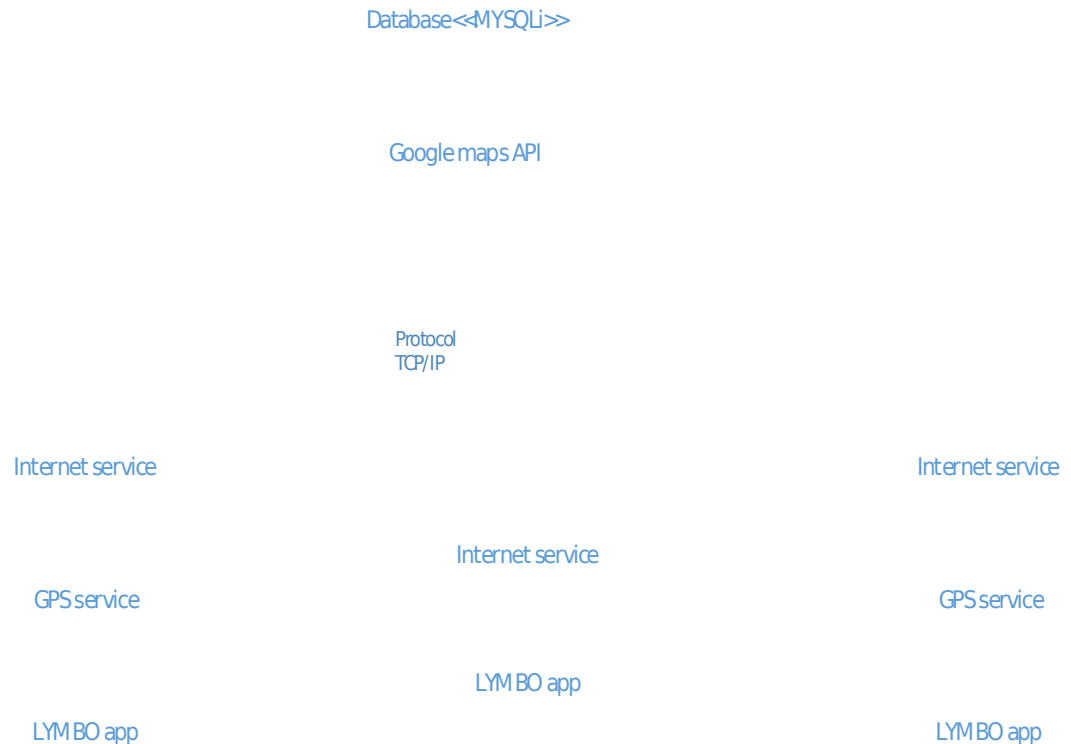 Database<<MYSQLi>>
Google maps API
Protocol
TCP/IP
Internet service
Internet service
Internet service
GPS service
GPS service
LYMBO app
LYMBO app
LYMBO app